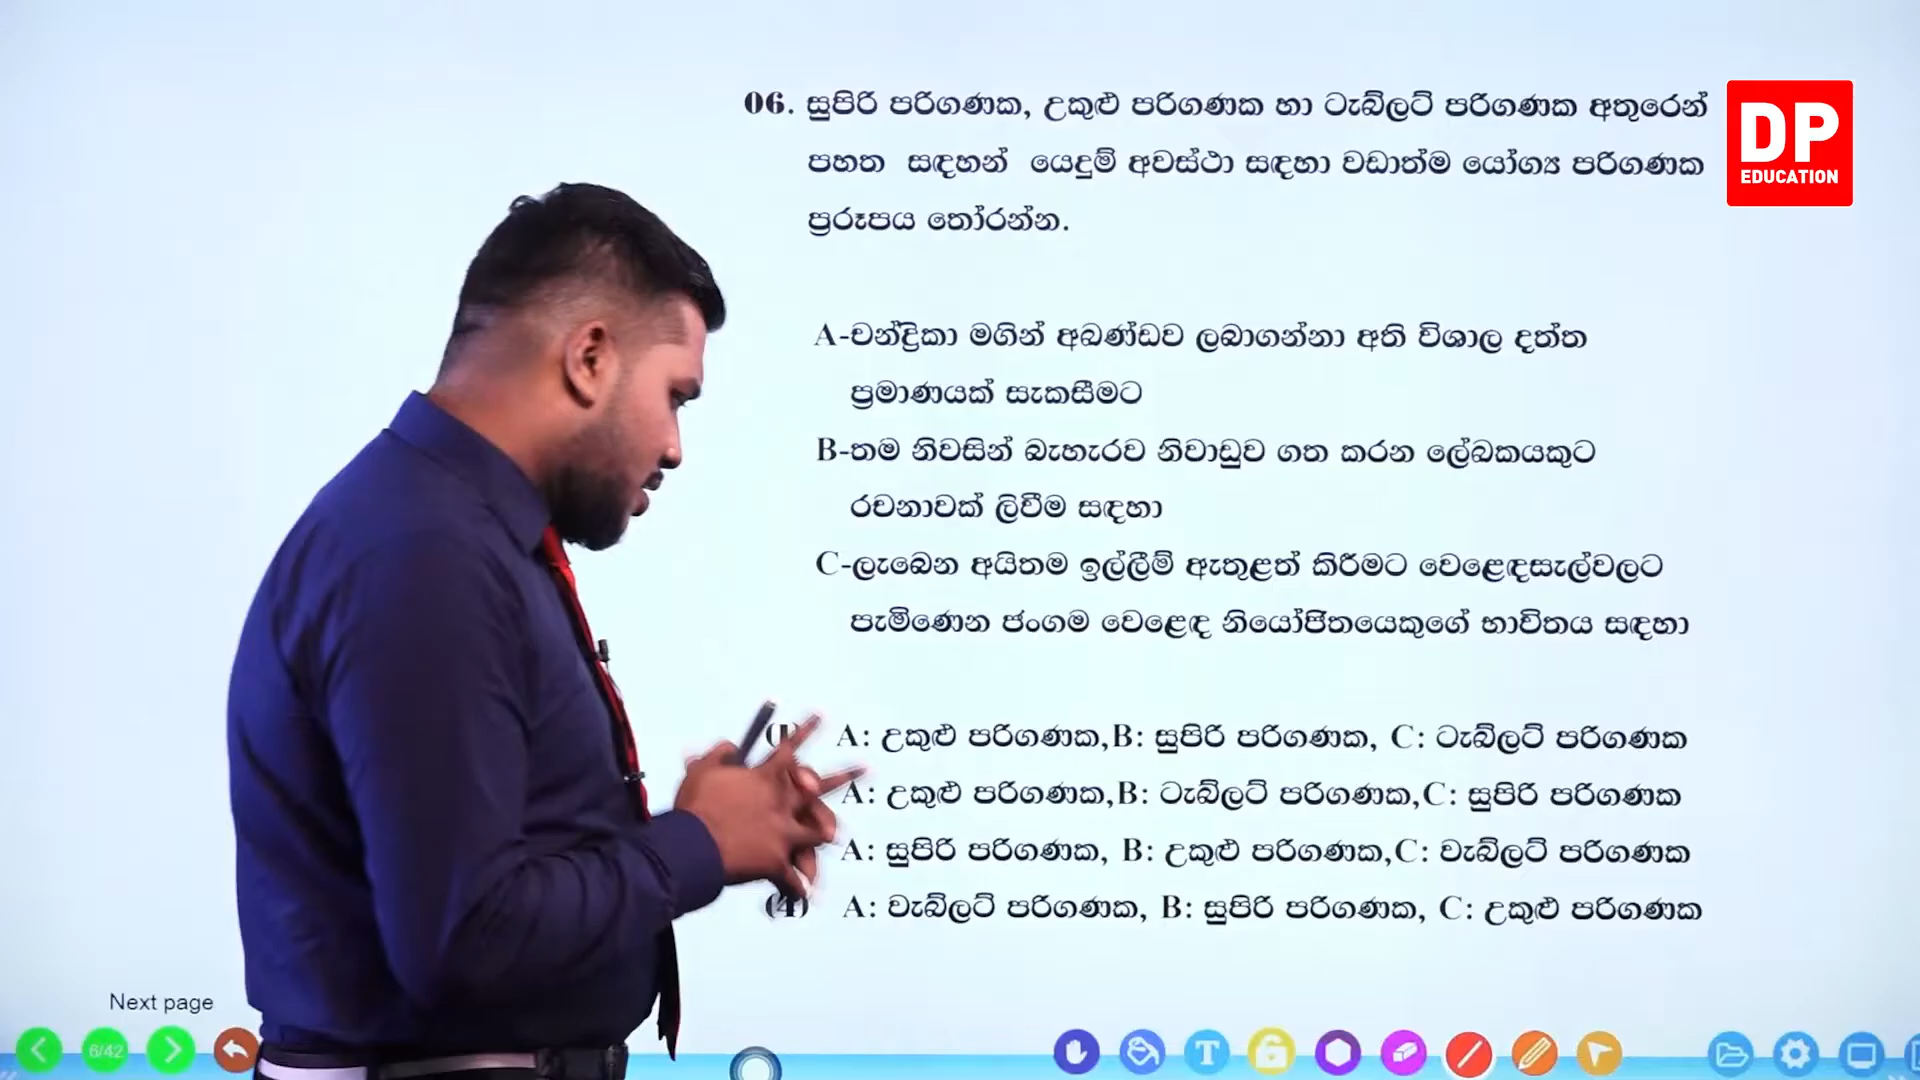 06. සුපිරි පරිගණක, උකුළු පරිගණක හා ටැබ්ලට් පරිගණක අතුරෙන්
පහත සඳහන් යෙදුම් අවස්ථා සඳහා වඩාත්ම යෝග්‍ය පරිගණක
ප්‍රරූපය තෝරන්න.
DP
EDUCATION
A-චන්ද්‍රිකා මගින් අඛණ්ඩව ලබාගන්නා අති විශාල දත්ත
ප්‍රමාණයක් සැකසීමට
B-තම නිවසින් බැහැරව නිවාඩුව ගත කරන ලේඛකයකුට
රචනාවක් ලිවීම සඳහා
C-ලැබෙන අයිතම ඉල්ලීම් ඇතුළත් කිරීමට වෙළෙඳසැල්වලට
පැමිණෙන ජංගම වෙළෙඳ නියෝජිතයෙකුගේ භාවිතය සඳහා
A: උකුළු පරිගණක,B: සුපිරි පරිගණක, C: ටැබ්ලට් පරිගණක
A: උකුළු පරිගණක,B: ටැබ්ලට් පරිගණක,C: සුපිරි පරිගණක
A: සුපිරි පරිගණක, B: උකුළු පරිගණක,C: ටැබ්ලට් පරිගණක
(4) A: ටැබ්ලට් පරිගණක, B: සුපිරි පරිගණක, C: උකුළු පරිගණක
Next page
6/42